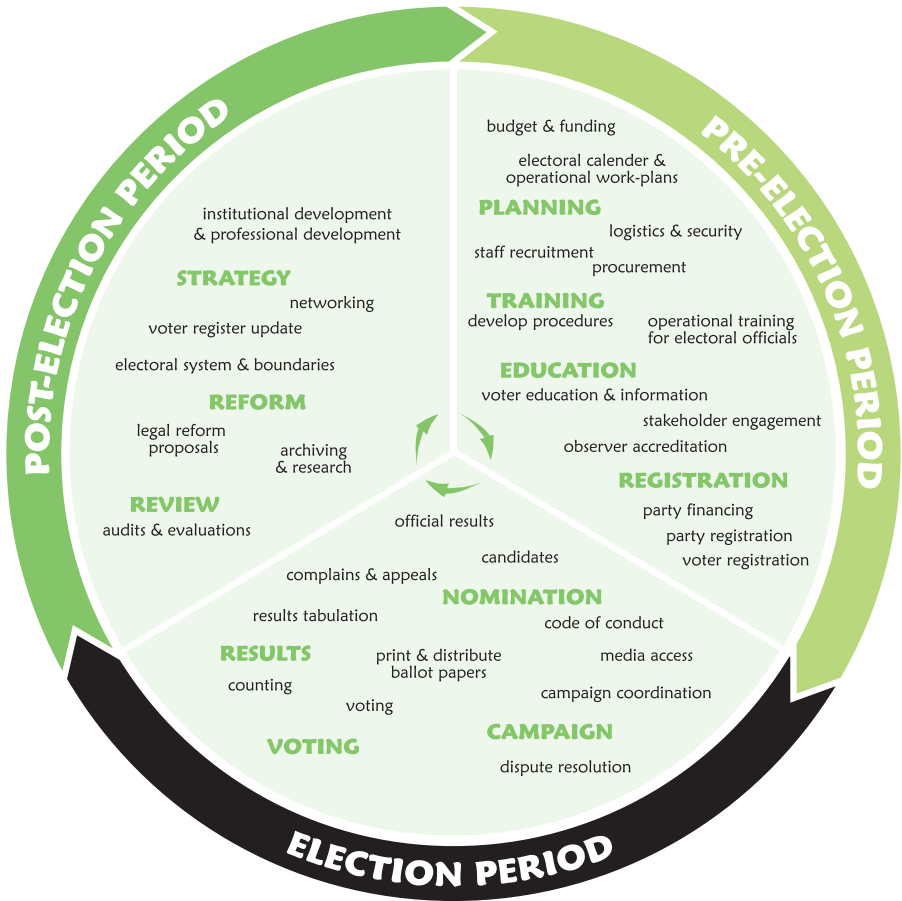 POST-ELECTION PERIOD
PRE-ELECTION PERIOD
ELECTION PERIOD
budget & funding
electoral calender &
operational work-plans
PLANNING
logistics & security
staff recruitment
procurement
TRAINING
develop procedures
operational training
for electoral officials
EDUCATION
voter education & information
stakeholder engagement
observer accreditation
REGISTRATION
party financing
party registration
voter registration
official results
candidates
complains & appeals
NOMINATION
results tabulation
code of conduct
RESULTS
print & distribute
ballot papers
media access
counting
campaign coordination
voting
CAMPAIGN
VOTING
dispute resolution
institutional development
& professional development
STRATEGY
networking
voter register update
electoral system & boundaries
REFORM
legal reform
proposals
archiving
& research
REVIEW
audits & evaluations